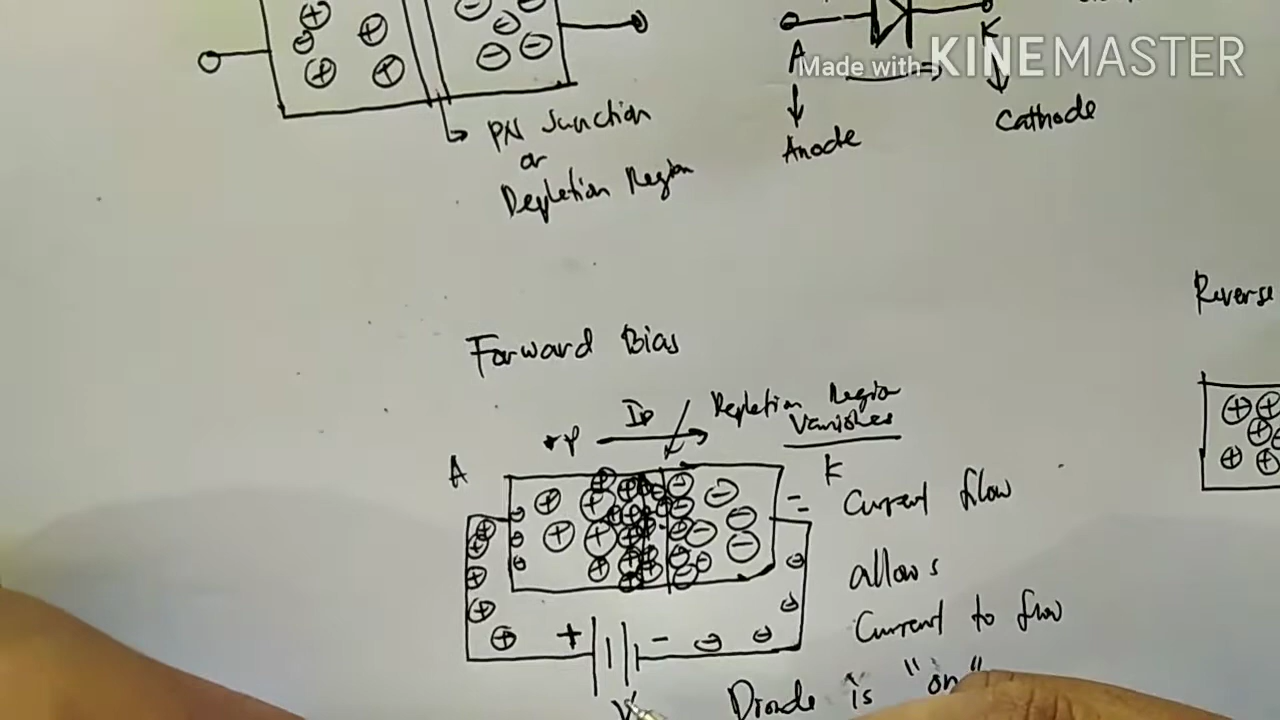 K
A
Made with KINEMASTER
Cathode
Anode
PN Junction
or
Depletion Region
Reverse
Forward Bias
ID
Depletion Region
Vanishes
P
A
K
Current flow
allows
Current to flow
+ -
Diode is "on"
V